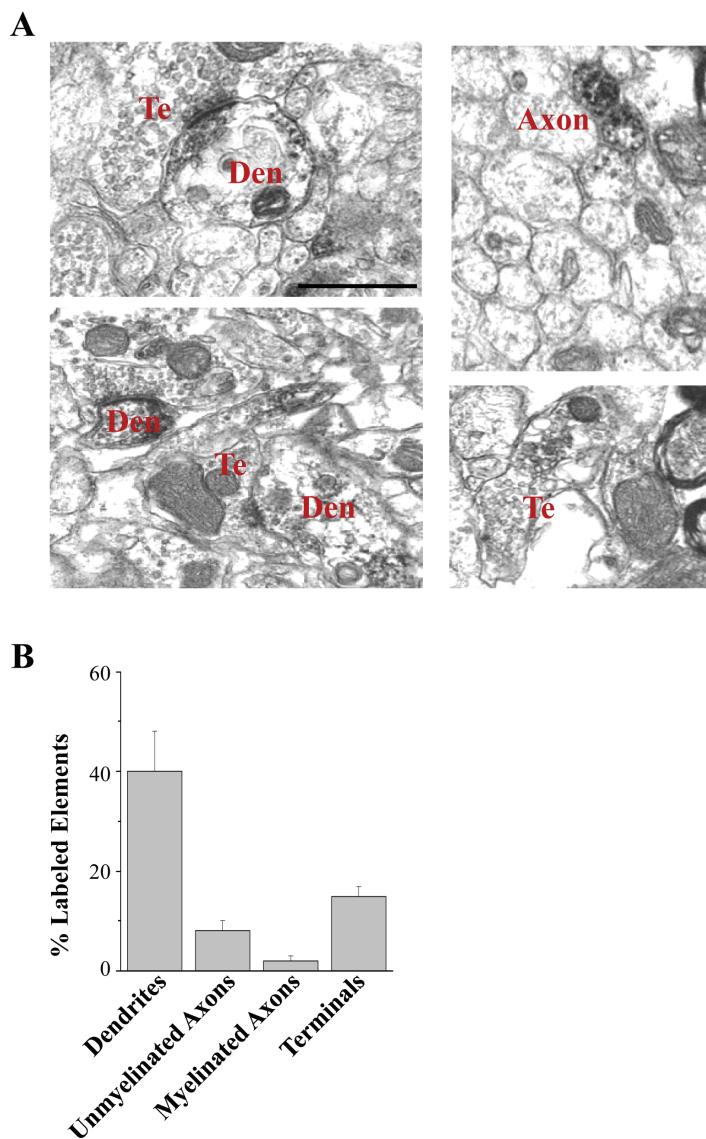 A
Te
Den
Axon
Den
Te
Den
Te
B
% Labeled Elements
60
40
20
0
Dendrites
Unmyelinated Axons
Myelinated Axons
Terminals